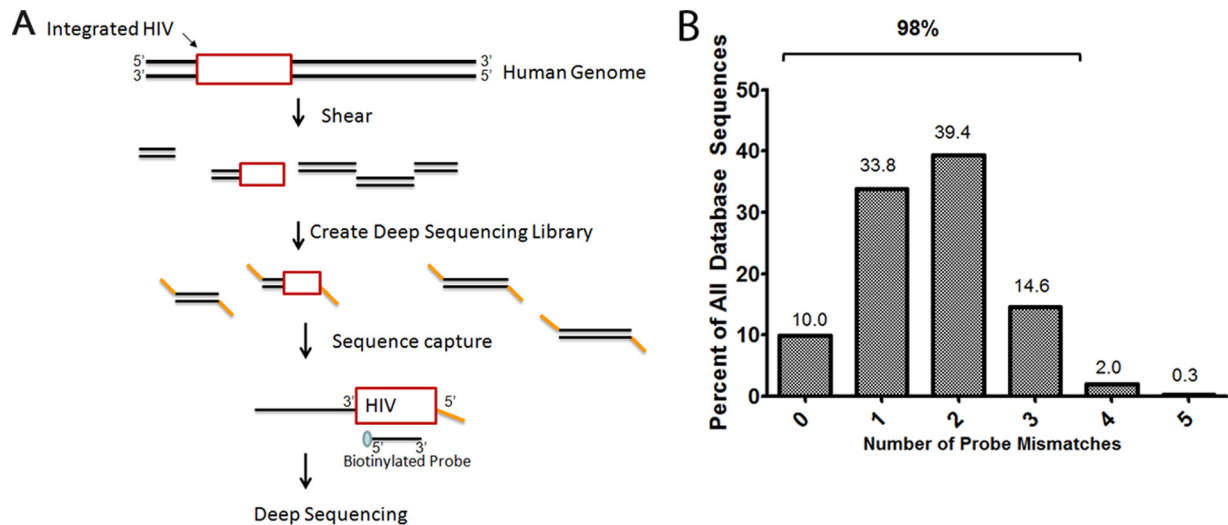 A
Integrated HIV
5’
3’
3’
5’
Human Genome
Shear
Create Deep Sequencing Library
Sequence capture
3’
HIV
5’
5’
3’
Biotinylated Probe
Deep Sequencing
B
98%
Percent of All Database Sequences
50
40
30
20
10
0
10.0
33.8
39.4
14.6
2.0
0.3
0
1
2
3
4
5
Number of Probe Mismatches